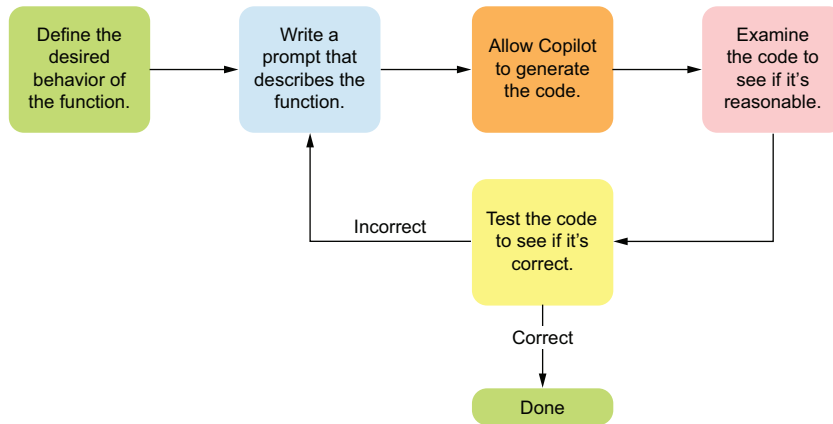 Define the
desired
behavior of
the function.
Write a
prompt that
describes the
function.
Allow Copilot
to generate
the code.
Examine
the code to
see if it's
reasonable.
Test the code
to see if it's
correct.
Incorrect
Correct
Done